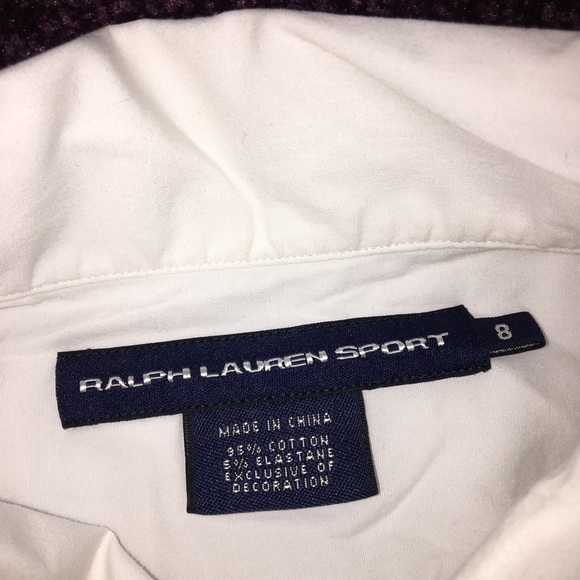 RALPH LAUREN SPORT
8
MADE IN CHINA
95% COTTON
5% ELASTANE
EXCLUSIVE OF
DECORATION